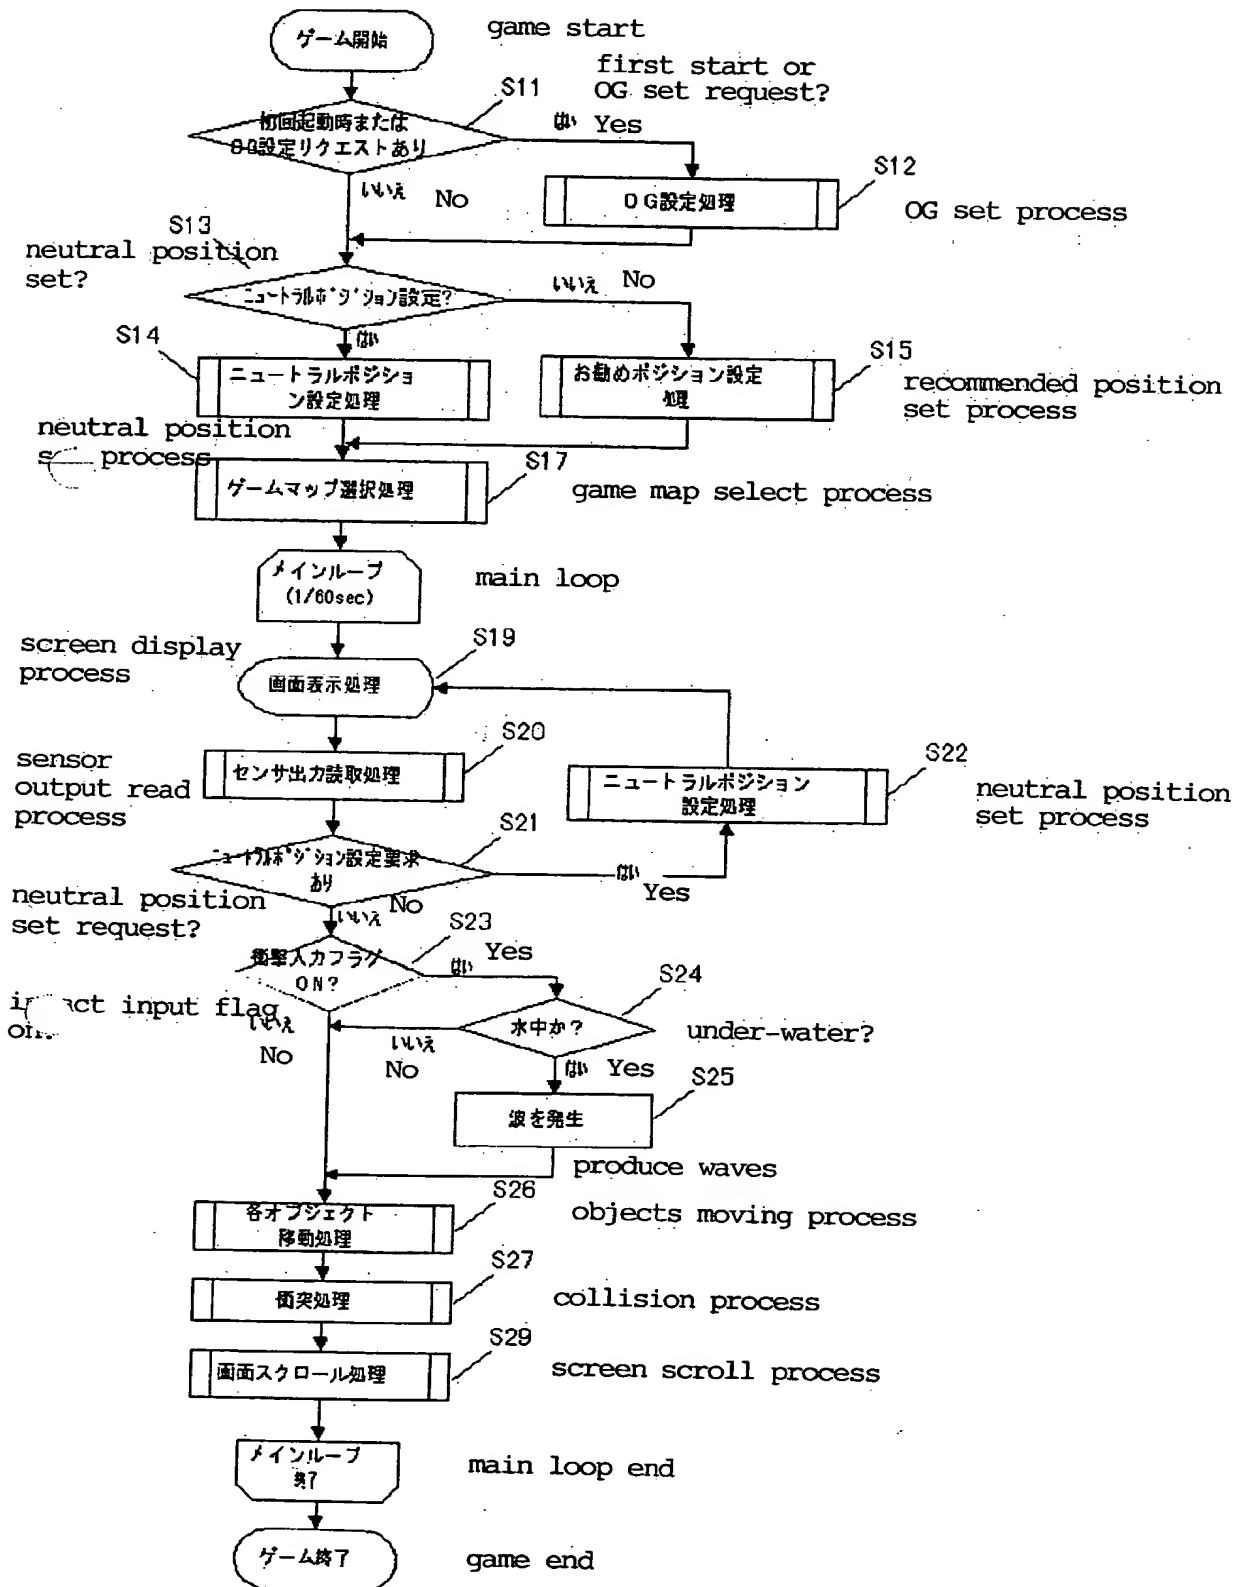 ゲーム開始
game start
first start or
OG set request?
S11
初回起動時または
OG設定リクエストあり
はい Yes
いいえ No
S12
OG設定処理
OG set process
S13
neutral position
set?
ニュートラルポジション設定?
いいえ No
はい
S14
ニュートラルポジショ
ン設定処理
neutral position
process
S15
お勧めポジション設定
処理
recommended position
set process
S17
ゲームマップ選択処理
game map select process
メインループ
(1/60sec)
main loop
S19
screen display
process
画面表示処理
S20
sensor
output read
process
センサ出力読取処理
S22
ニュートラルポジション
設定処理
neutral position
set process
S21
ニュートラルポジション設定要求
あり
はい Yes
neutral position
set request?
いいえ No
S23
衝撃入力フラグ
ON?
はい Yes
input flag
いいえ
No
S24
水中か?
under-water?
いいえ
No
はい Yes
S25
波を発生
produce waves
S26
各オブジェクト
移動処理
objects moving process
S27
衝突処理
collision process
S29
画面スクロール処理
screen scroll process
メインループ
終了
main loop end
ゲーム終了
game end